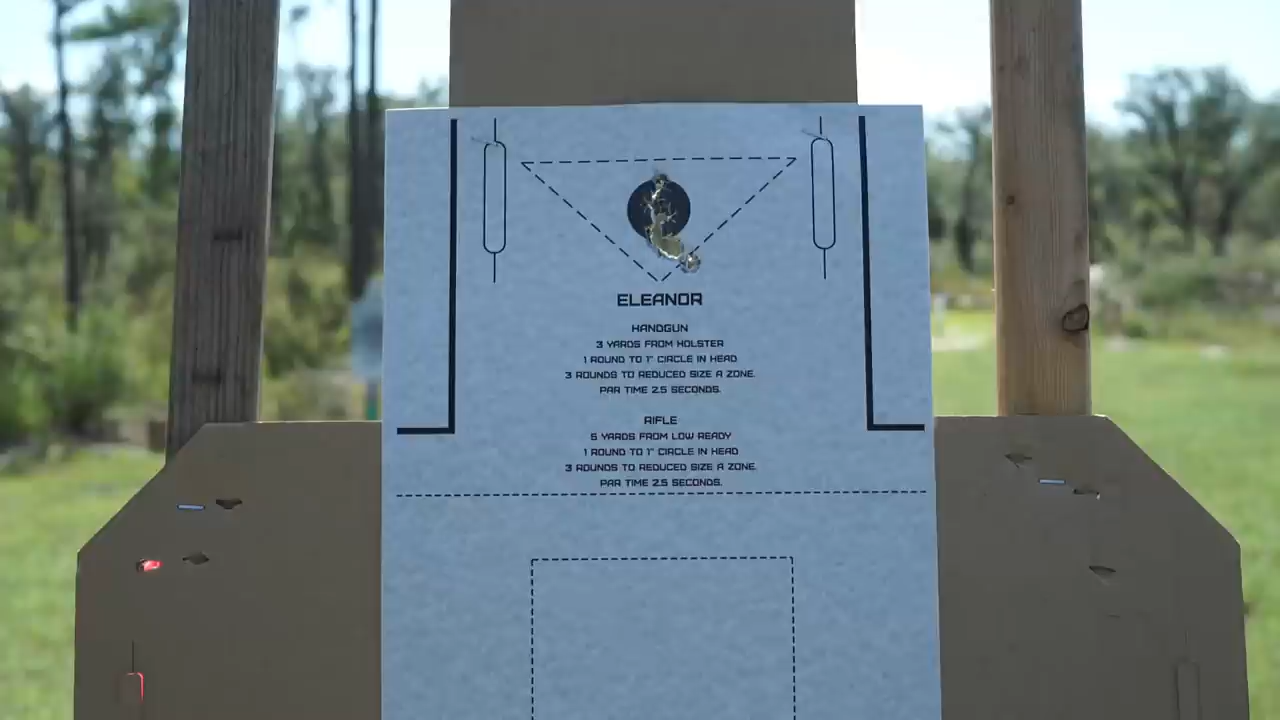 ELEANOR
HANDGUN
3 YARDS FROM HOLSTER
1 ROUND TO 1" CIRCLE IN HEAD
3 ROUNDS TO REDUCED SIZE A ZONE.
PAR TIME 2.5 SECONDS.
RIFLE
5 YARDS FROM LOW READY
1 ROUND TO 1" CIRCLE IN HEAD
3 ROUNDS TO REDUCED SIZE A ZONE.
PAR TIME 2.5 SECONDS.